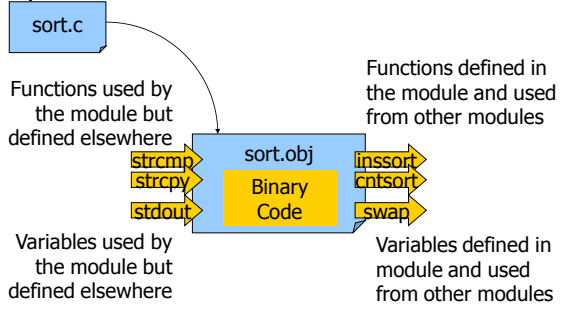 sort.c
Functions used by
the module but
defined elsewhere
Functions defined in
the module and used
from other modules
strcmp
strcpy
stdout
sort.obj
Binary
Code
inssort
cntsort
swap
Variables used by
the module but
defined elsewhere
Variables defined in
module and used
from other modules